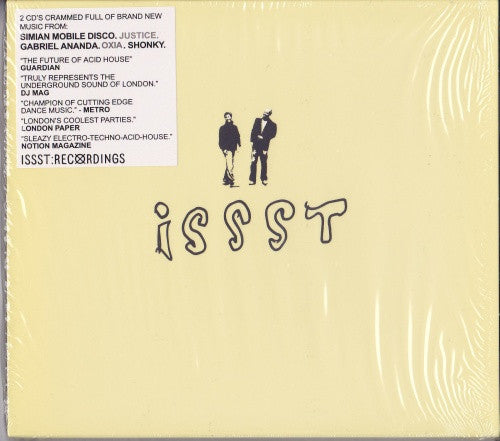 2 CD'S CRAMMED FULL OF BRAND NEW
MUSIC FROM:
SIMIAN MOBILE DISCO. JUSTICE.
GABRIEL ANANDA. OXIA. SHONKY.
"THE FUTURE OF ACID HOUSE"
GUARDIAN
"TRULY REPRESENTS THE
UNDERGROUND SOUND OF LONDON."
DJ MAG
"CHAMPION OF CUTTING EDGE
DANCE MUSIC." - METRO
"LONDON'S COOLEST PARTIES."
LONDON PAPER
"SLEAZY ELECTRO-TECHNO-ACID-HOUSE."
NOTION MAGAZINE
ISSST:RECORDINGS
iSSST